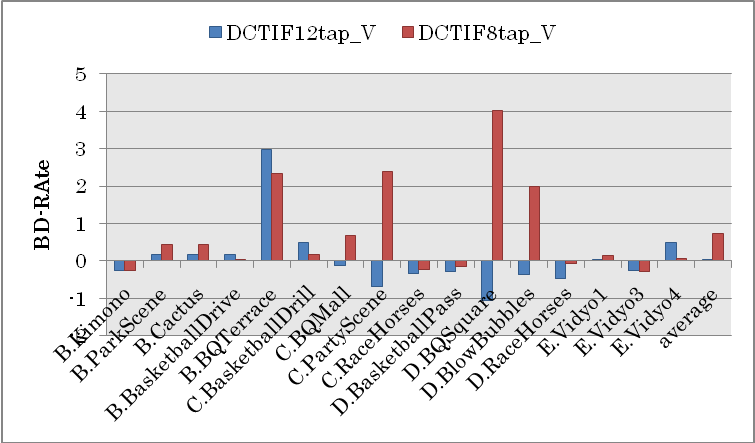 DCTIF12tap_V DCTIF8tap_V
5
4
3
2
1
0
-1
BD-RAte
B.Kimono
B.ParkScene
B.Cactus
B.BasketballDrive
B.BQTerrace
C.BasketballDrill
C.BQMall
C.PartyScene
C.RaceHorses
D.BasketballPass
D.BQSquare
D.BlowBubbles
D.RaceHorses
E.Vidyo1
E.Vidyo3
E.Vidyo4
average